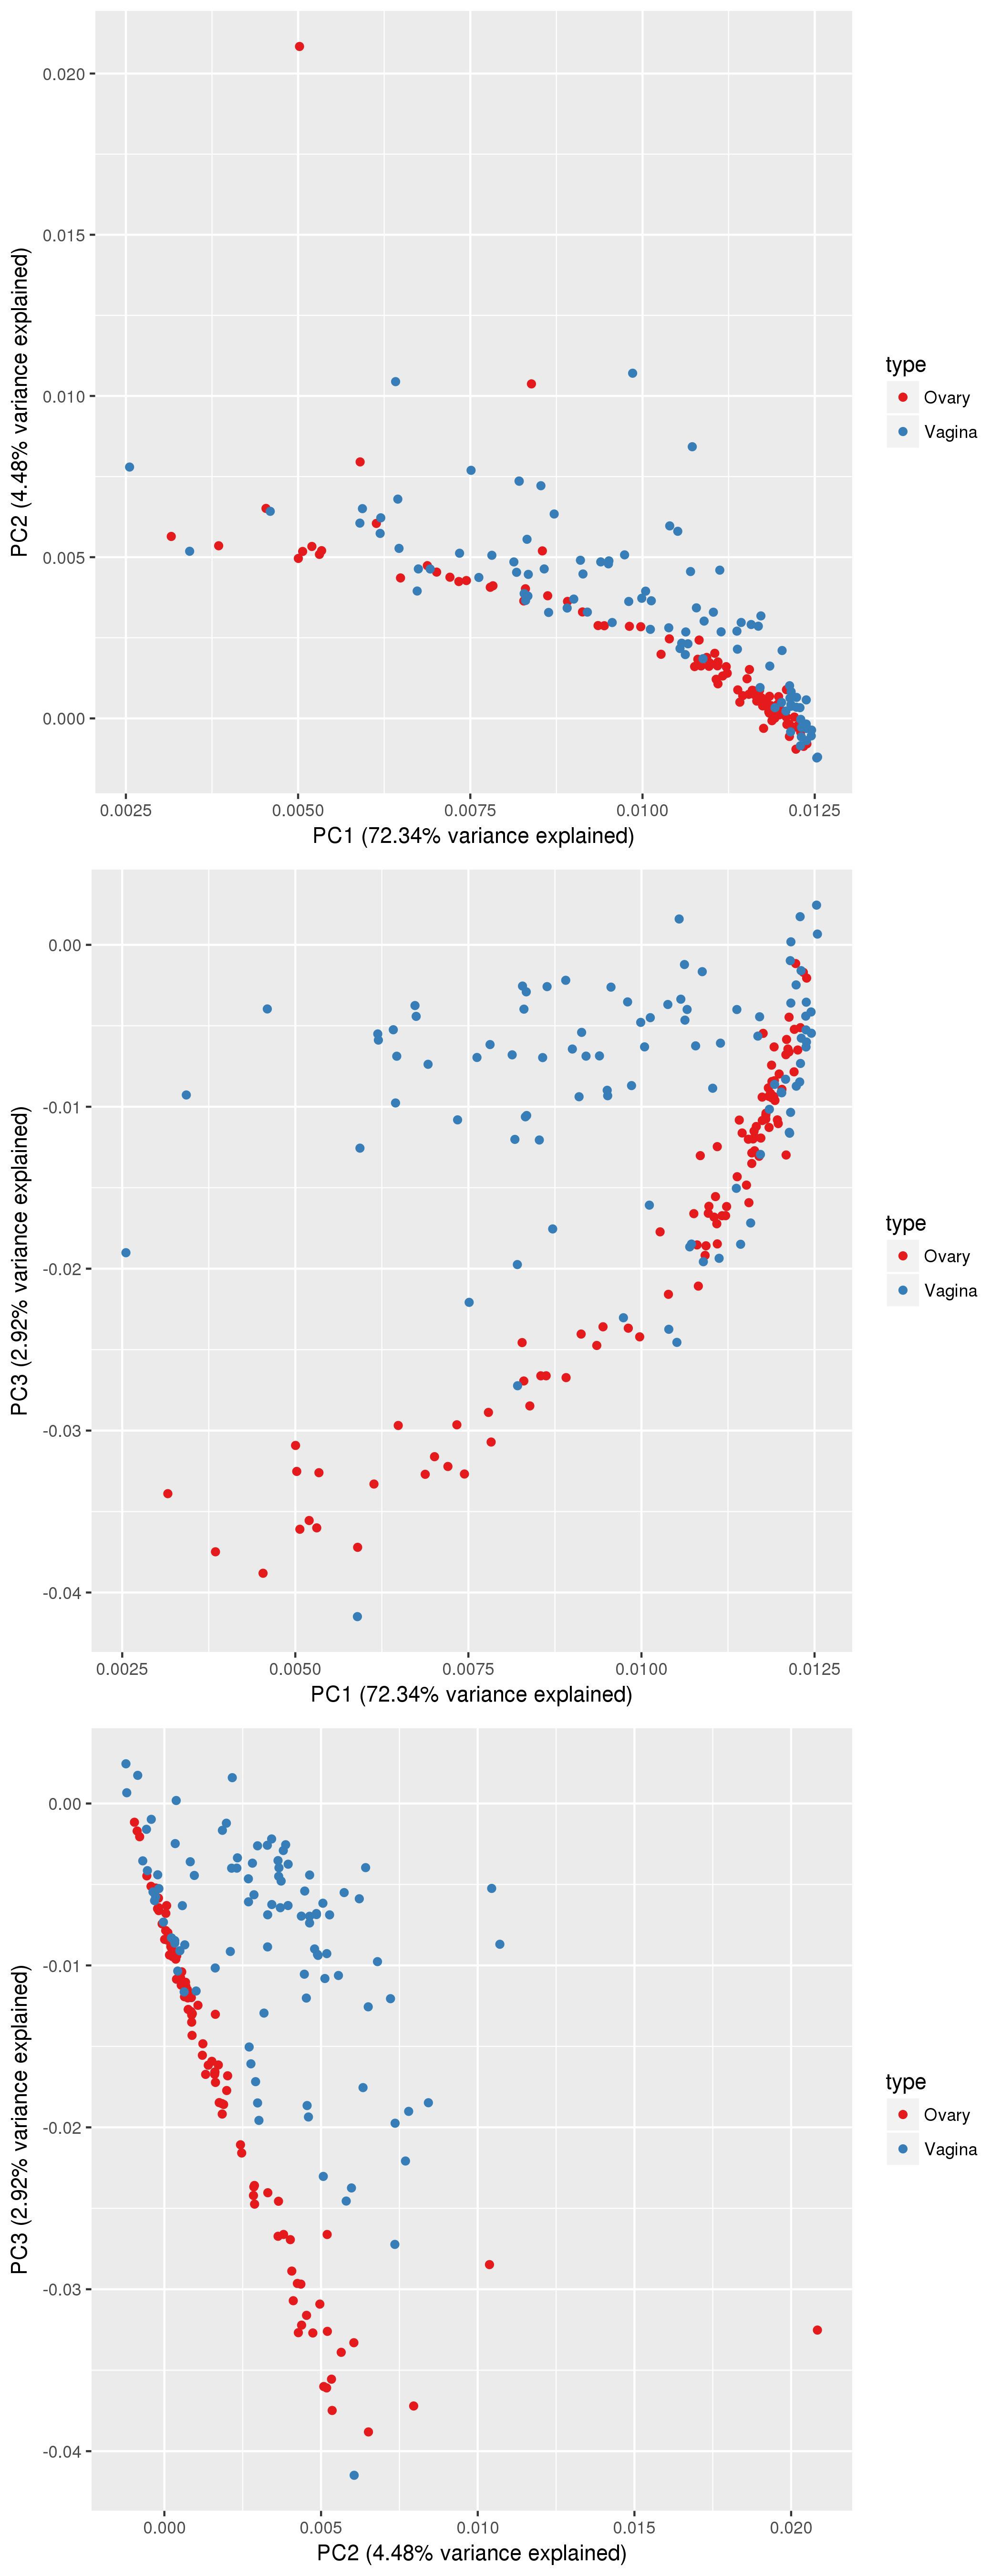 0.020
0.015
0.010
0.005
0.000
PC2 (4.48% variance explained)
0.0025 0.0050 0.0075 0.0100 0.0125
PC1 (72.34% variance explained)
type
Ovary
Vagina
0.00
-0.01
-0.02
-0.03
-0.04
PC3 (2.92% variance explained)
0.0025 0.0050 0.0075 0.0100 0.0125
PC1 (72.34% variance explained)
type
Ovary
Vagina
0.00
-0.01
-0.02
-0.03
-0.04
PC3 (2.92% variance explained)
0.000 0.005 0.010 0.015 0.020
PC2 (4.48% variance explained)
type
Ovary
Vagina